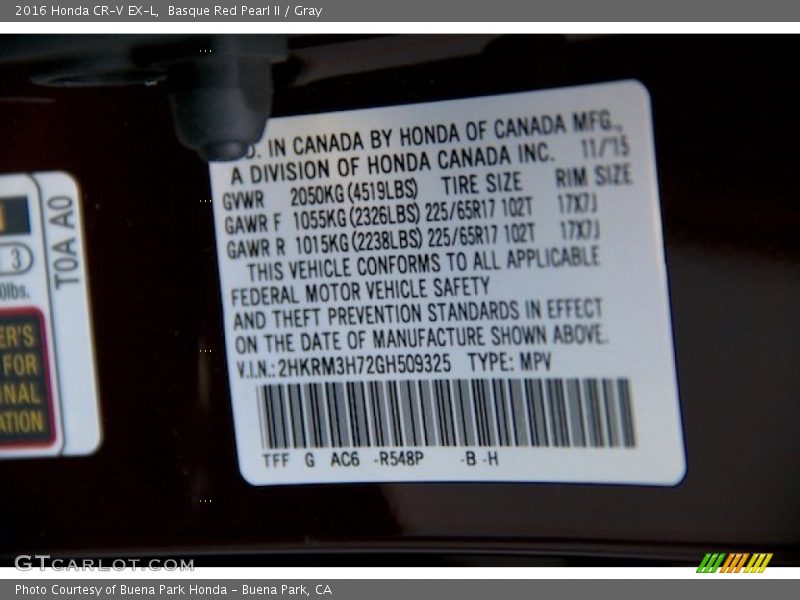 2016 Honda CR-V EX-L, Basque Red Pearl II / Gray
D. IN CANADA BY HONDA OF CANADA MFG.,
A DIVISION OF HONDA CANADA INC. 11/'15
GVWR 2050KG (4519LBS) TIRE SIZE RIM SIZE
GAWR F 1055KG (2326LBS) 225/65R17 102T 17X7J
GAWR R 1015KG (2238LBS) 225/65R17 102T 17X7J
THIS VEHICLE CONFORMS TO ALL APPLICABLE
FEDERAL MOTOR VEHICLE SAFETY
AND THEFT PREVENTION STANDARDS IN EFFECT
ON THE DATE OF MANUFACTURE SHOWN ABOVE.
V.I.N.: 2HKRM3H72GH509325 TYPE: MPV
TFF G AC6 -R548P -B -H
T0A A0
3
0lbs.
ER'S
FOR
NAL
ATION
GTCARLOT.COM
Photo Courtesy of Buena Park Honda - Buena Park, CA